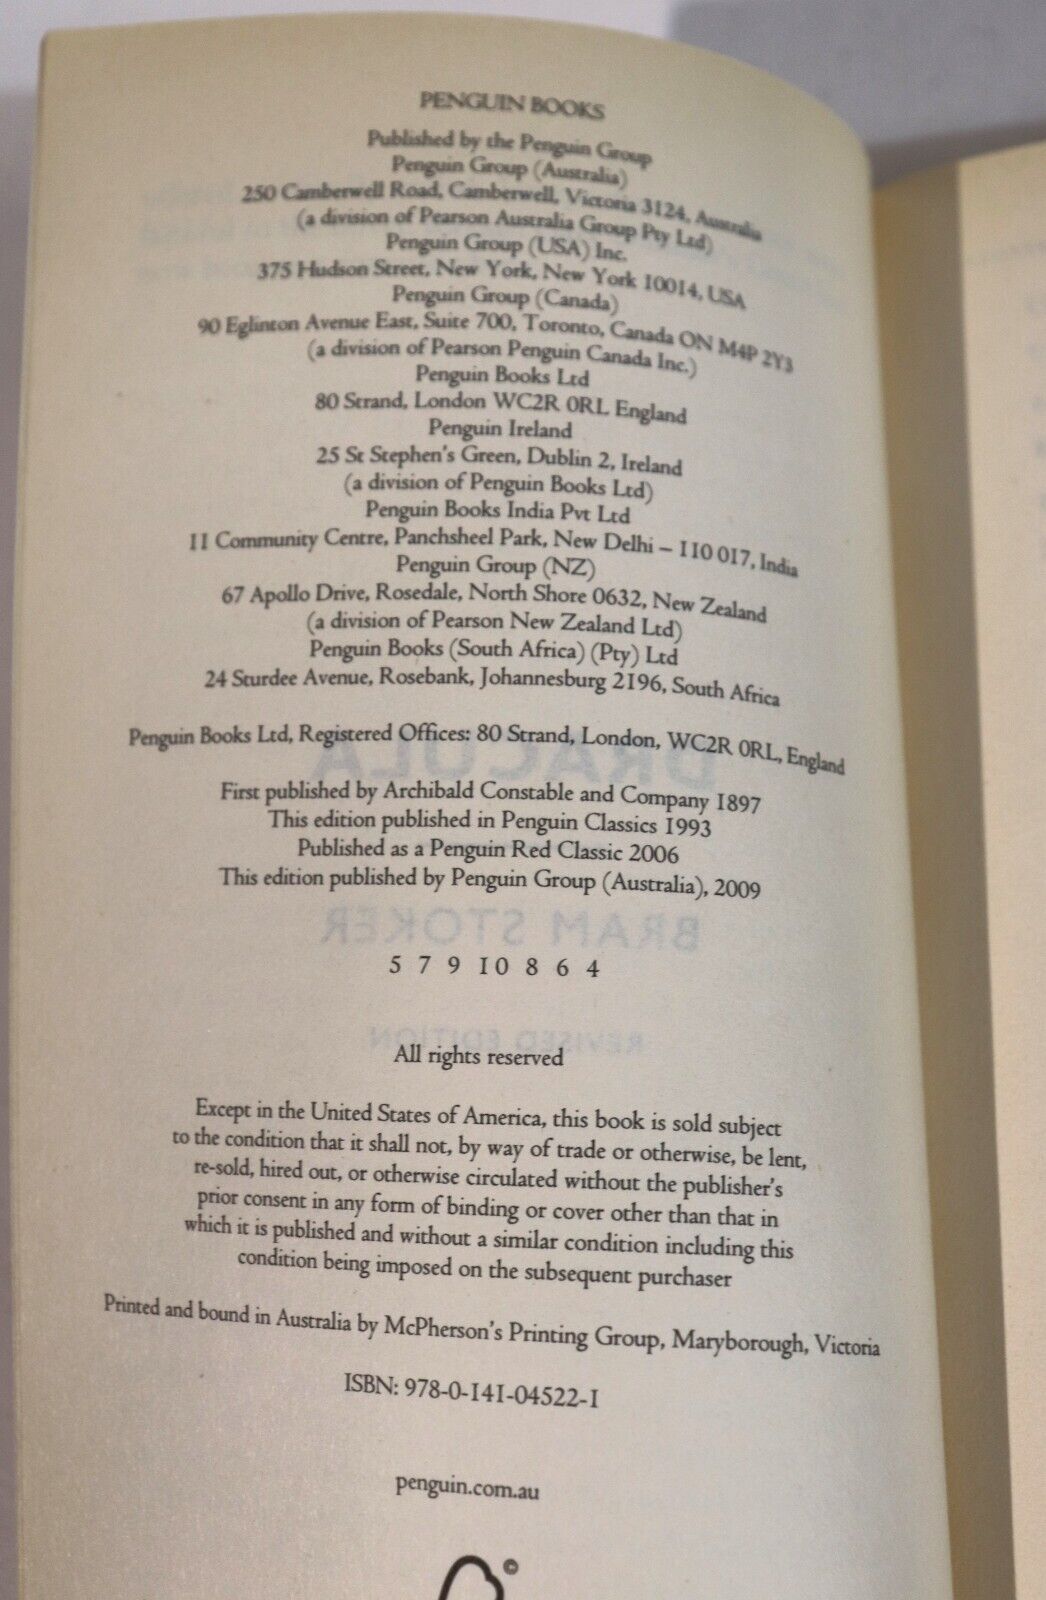 PENGUIN BOOKS
Published by the Penguin Group
Penguin Group (Australia)
250 Camberwell Road, Camberwell, Victoria 3124, Australia
(a division of Pearson Australia Group Pty Ltd)
Penguin Group (USA) Inc.
375 Hudson Street, New York, New York 10014, USA
Penguin Group (Canada)
90 Eglinton Avenue East, Suite 700, Toronto, Canada ON M4P 2Y3
(a division of Pearson Penguin Canada Inc.)
Penguin Books Ltd
80 Strand, London WC2R 0RL England
Penguin Ireland
25 St Stephen's Green, Dublin 2, Ireland
(a division of Penguin Books Ltd)
Penguin Books India Pvt Ltd
11 Community Centre, Panchsheel Park, New Delhi – 110 017, India
Penguin Group (NZ)
67 Apollo Drive, Rosedale, North Shore 0632, New Zealand
(a division of Pearson New Zealand Ltd)
Penguin Books (South Africa) (Pty) Ltd
24 Sturdee Avenue, Rosebank, Johannesburg 2196, South Africa
Penguin Books Ltd, Registered Offices: 80 Strand, London, WC2R 0RL, England
DRACULA
First published by Archibald Constable and Company 1897
This edition published in Penguin Classics 1993
Published as a Penguin Red Classic 2006
This edition published by Penguin Group (Australia), 2009
BRAM STOKER
5 7 9 10 8 6 4
REVISED EDITION
All rights reserved
Except in the United States of America, this book is sold subject
to the condition that it shall not, by way of trade or otherwise, be lent,
re-sold, hired out, or otherwise circulated without the publisher's
prior consent in any form of binding or cover other than that in
which it is published and without a similar condition including this
condition being imposed on the subsequent purchaser
Printed and bound in Australia by McPherson's Printing Group, Maryborough, Victoria
ISBN: 978-0-141-04522-1
penguin.com.au
©